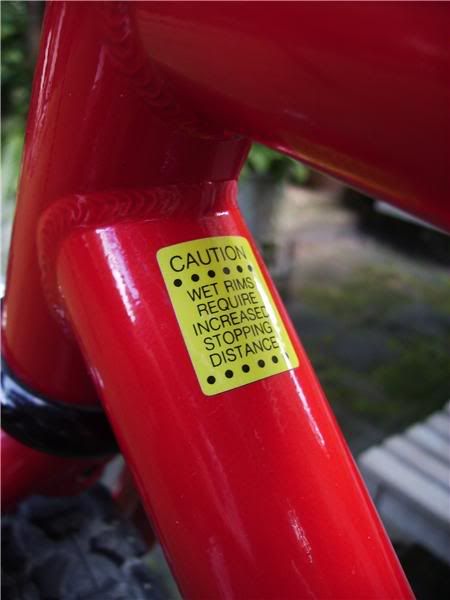 CAUTION
WET RIMS
REQUIRE
INCREASED
STOPPING
DISTANCE